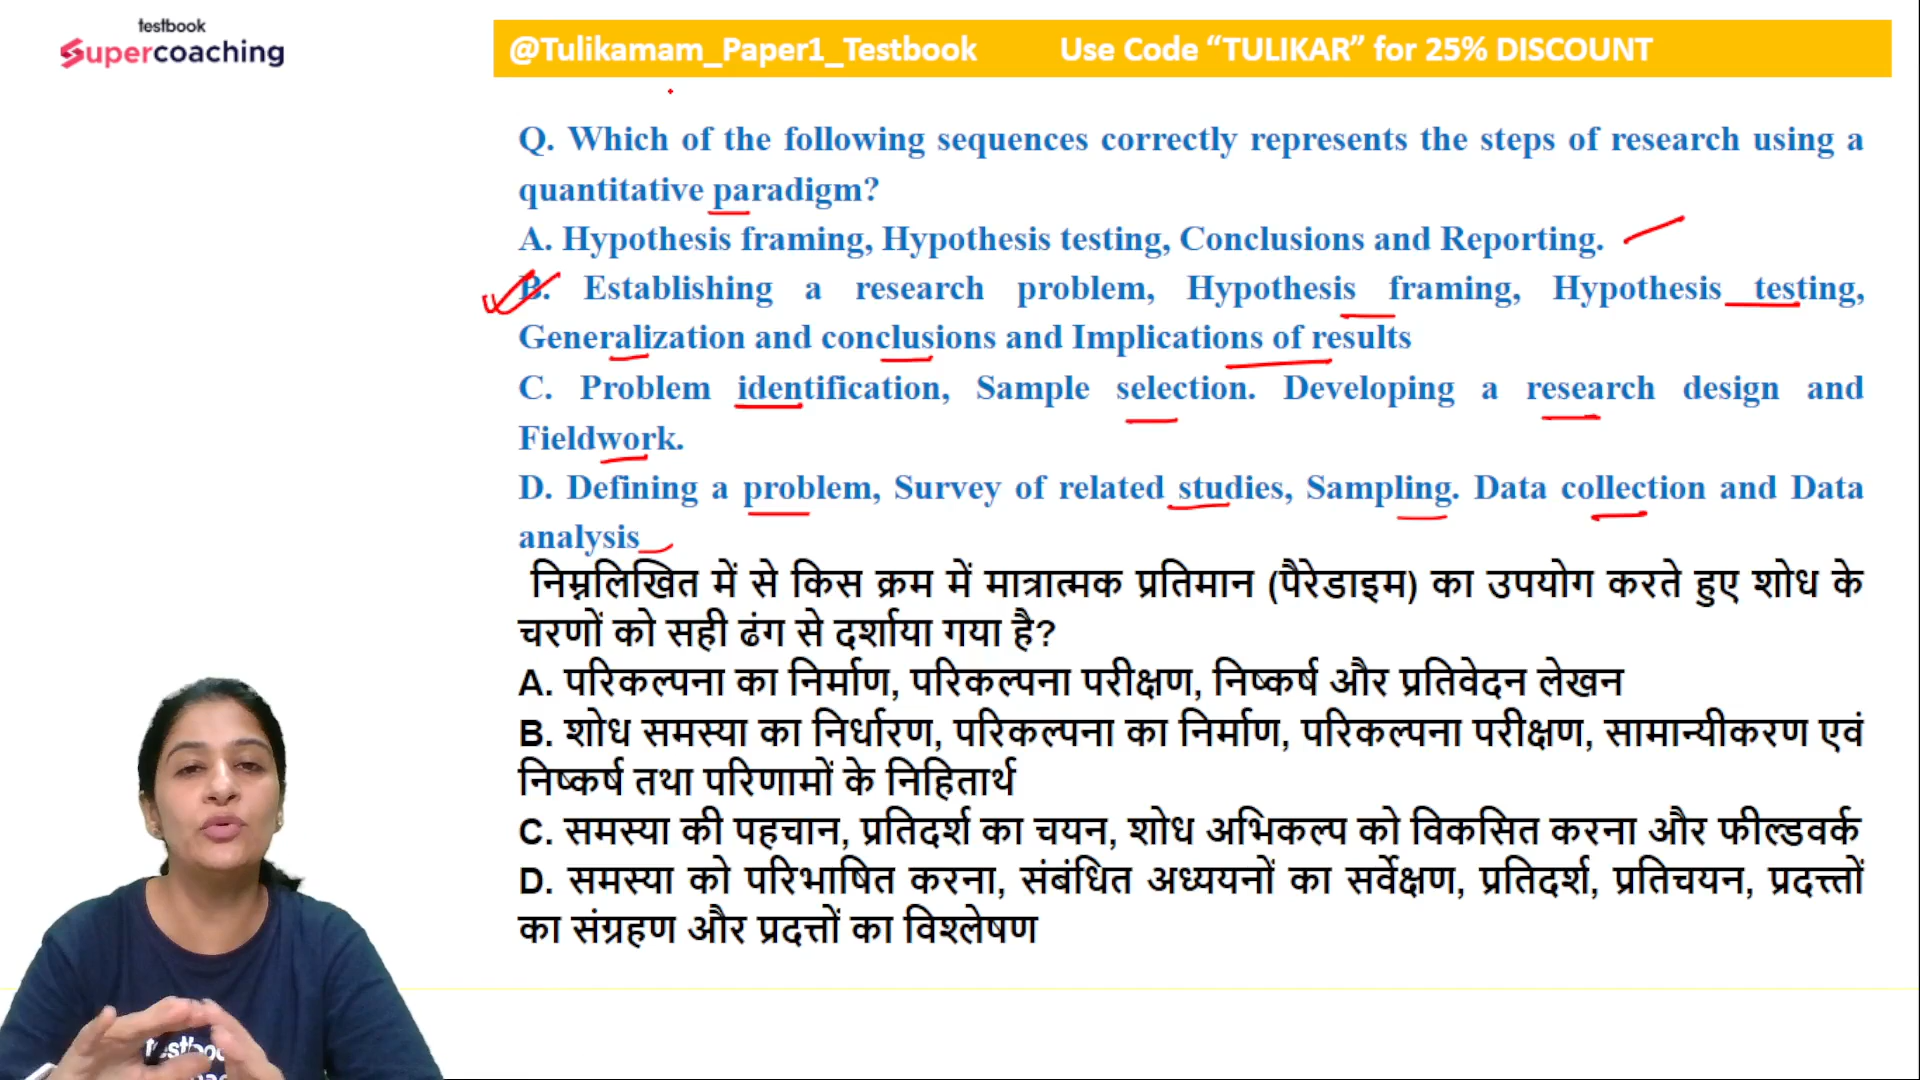 testbook
Supercoaching
@Tulikamam_Paper1_Testbook Use Code “TULIKAR” for 25% DISCOUNT
Q. Which of the following sequences correctly represents the steps of research using a
quantitative paradigm?
A. Hypothesis framing, Hypothesis testing, Conclusions and Reporting.
B. Establishing a research problem, Hypothesis framing, Hypothesis testing,
Generalization and conclusions and Implications of results
C. Problem identification, Sample selection. Developing a research design and
Fieldwork.
D. Defining a problem, Survey of related studies, Sampling. Data collection and Data
analysis
निम्नलिखित में से किस क्रम में मात्रात्मक प्रतिमान (पैरेडाइम) का उपयोग करते हुए शोध के
चरणों को सही ढंग से दर्शाया गया है?
A. परिकल्पना का निर्माण, परिकल्पना परीक्षण, निष्कर्ष और प्रतिवेदन लेखन
B. शोध समस्या का निर्धारण, परिकल्पना का निर्माण, परिकल्पना परीक्षण, सामान्यीकरण एवं
निष्कर्ष तथा परिणामों के निहितार्थ
C. समस्या की पहचान, प्रतिदर्श का चयन, शोध अभिकल्प को विकसित करना और फील्डवर्क
D. समस्या को परिभाषित करना, संबंधित अध्ययनों का सर्वेक्षण, प्रतिदर्श, प्रतिचयन, प्रदत्त्तों
का संग्रहण और प्रदत्तों का विश्लेषण